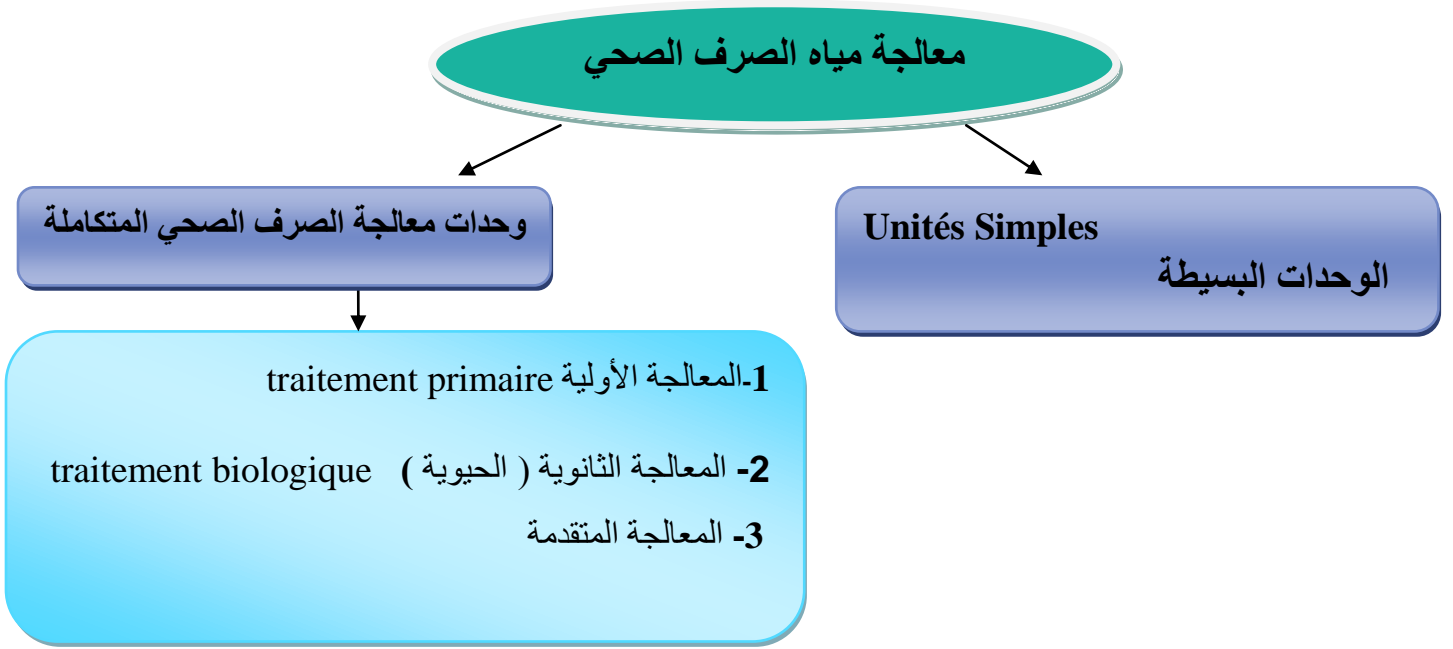 معالجة مياه الصرف الصحي
Unités Simples
الوحدات البسيطة
وحدات معالجة الصرف الصحي المتكاملة
1-المعالجة الأولية traitement primaire
2- المعالجة الثانوية ( الحيوية ) traitement biologique
3- المعالجة المتقدمة